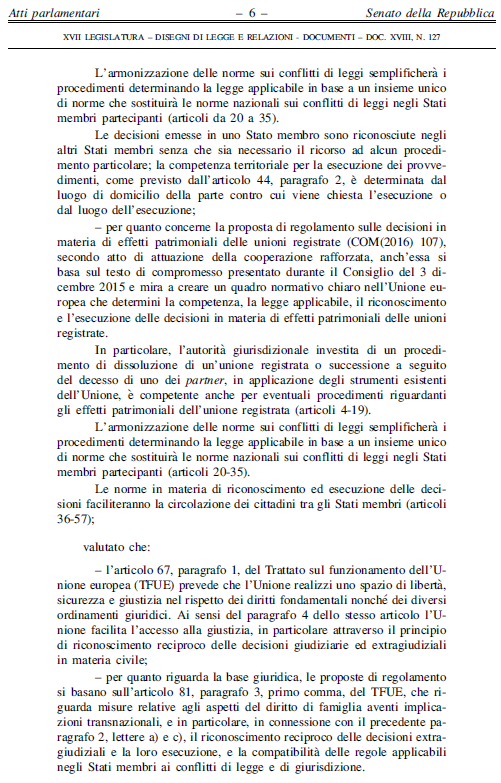 Atti parlamentari – 6 – Senato della Repubblica
XVII LEGISLATURA – DISEGNI DI LEGGE E RELAZIONI - DOCUMENTI – DOC. XVIII, N. 127
L'armonizzazione delle norme sui conflitti di leggi semplificherà i
procedimenti determinando la legge applicabile in base a un insieme unico
di norme che sostituirà le norme nazionali sui conflitti di leggi negli Stati
membri partecipanti (articoli da 20 a 35).
Le decisioni emesse in uno Stato membro sono riconosciute negli
altri Stati membri senza che sia necessario il ricorso ad alcun procedi-
mento particolare; la competenza territoriale per la esecuzione dei provve-
dimenti, come previsto dall'articolo 44, paragrafo 2, è determinata dal
luogo di domicilio della parte contro cui viene chiesta l'esecuzione o
dal luogo dell'esecuzione;
– per quanto concerne la proposta di regolamento sulle decisioni in
materia di effetti patrimoniali delle unioni registrate (COM(2016) 107),
secondo atto di attuazione della cooperazione rafforzata, anch'essa si
basa sul testo di compromesso presentato durante il Consiglio del 3 di-
cembre 2015 e mira a creare un quadro normativo chiaro nell'Unione eu-
ropea che determini la competenza, la legge applicabile, il riconoscimento
e l'esecuzione delle decisioni in materia di effetti patrimoniali delle unioni
registrate.
In particolare, l'autorità giurisdizionale investita di un procedi-
mento di dissoluzione di un'unione registrata o successione a seguito
del decesso di uno dei partner, in applicazione degli strumenti esistenti
dell'Unione, è competente anche per eventuali procedimenti riguardanti
gli effetti patrimoniali dell'unione registrata (articoli 4-19).
L'armonizzazione delle norme sui conflitti di leggi semplificherà i
procedimenti determinando la legge applicabile in base a un insieme unico
di norme che sostituirà le norme nazionali sui conflitti di leggi negli Stati
membri partecipanti (articoli 20-35).
Le norme in materia di riconoscimento ed esecuzione delle deci-
sioni faciliteranno la circolazione dei cittadini tra gli Stati membri (articoli
36-57);
valutato che:
– l'articolo 67, paragrafo 1, del Trattato sul funzionamento dell'U-
nione europea (TFUE) prevede che l'Unione realizzi uno spazio di libertà,
sicurezza e giustizia nel rispetto dei diritti fondamentali nonché dei diversi
ordinamenti giuridici. Ai sensi del paragrafo 4 dello stesso articolo l'U-
nione facilita l'accesso alla giustizia, in particolare attraverso il principio
di riconoscimento reciproco delle decisioni giudiziarie ed extragiudiziali
in materia civile;
– per quanto riguarda la base giuridica, le proposte di regolamento
si basano sull'articolo 81, paragrafo 3, primo comma, del TFUE, che ri-
guarda misure relative agli aspetti del diritto di famiglia aventi implica-
zioni transnazionali, e in particolare, in connessione con il precedente pa-
ragrafo 2, lettere a) e c), il riconoscimento reciproco delle decisioni extra-
giudiziali e la loro esecuzione, e la compatibilità delle regole applicabili
negli Stati membri ai conflitti di legge e di giurisdizione.